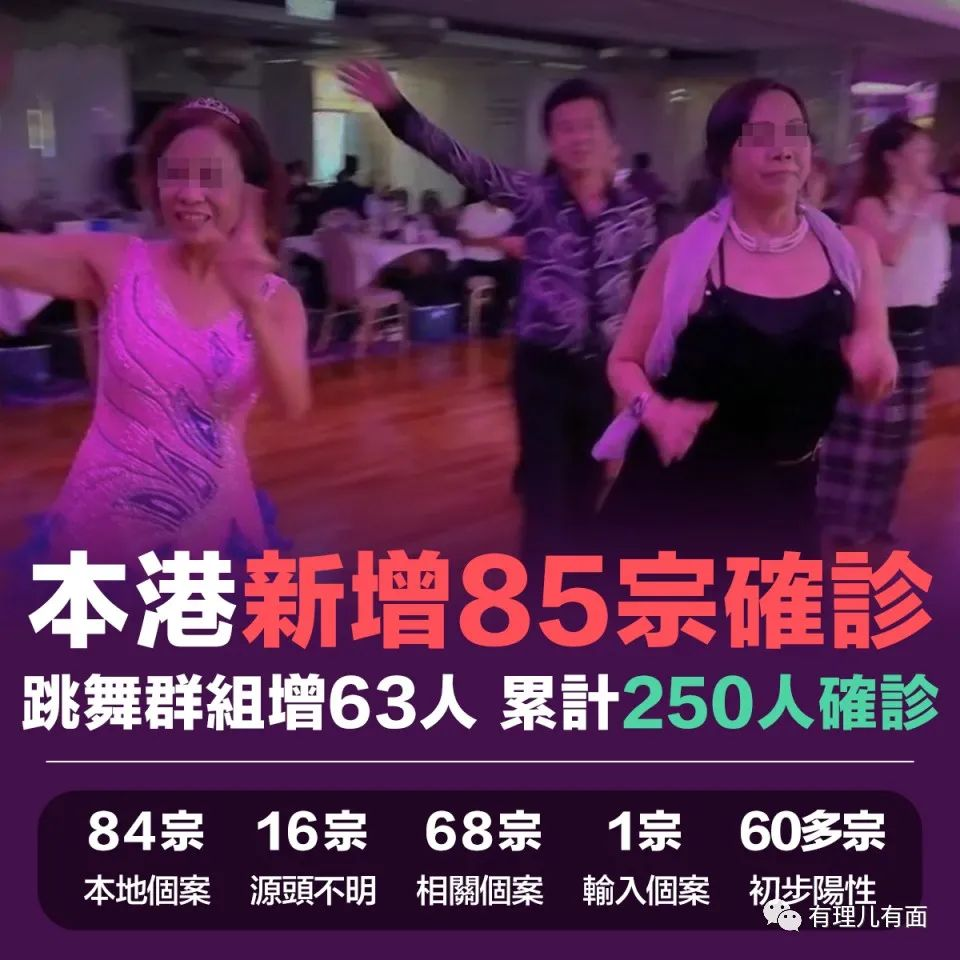 本港新增85宗確診
跳舞群組增63人 累計250人確診
84宗 16宗 68宗 1宗 60多宗
本地個案 源頭不明 相關個案 輸入個案 初步陽性
有理儿有面